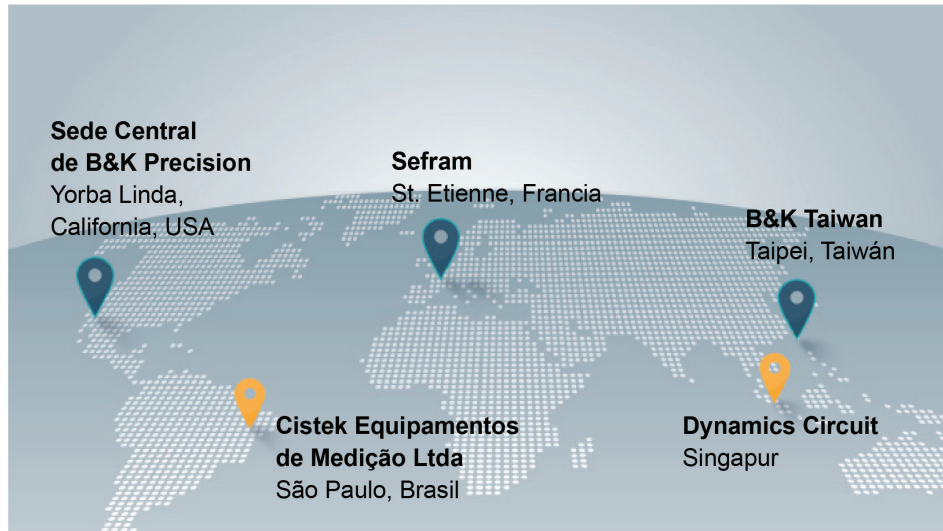 Sede Central
de B&K Precision
Yorba Linda,
California, USA
Sefram
St. Etienne, Francia
B&K Taiwan
Taipei, Taiwán
Cistek Equipamentos
de Medição Ltda
São Paulo, Brasil
Dynamics Circuit
Singapur